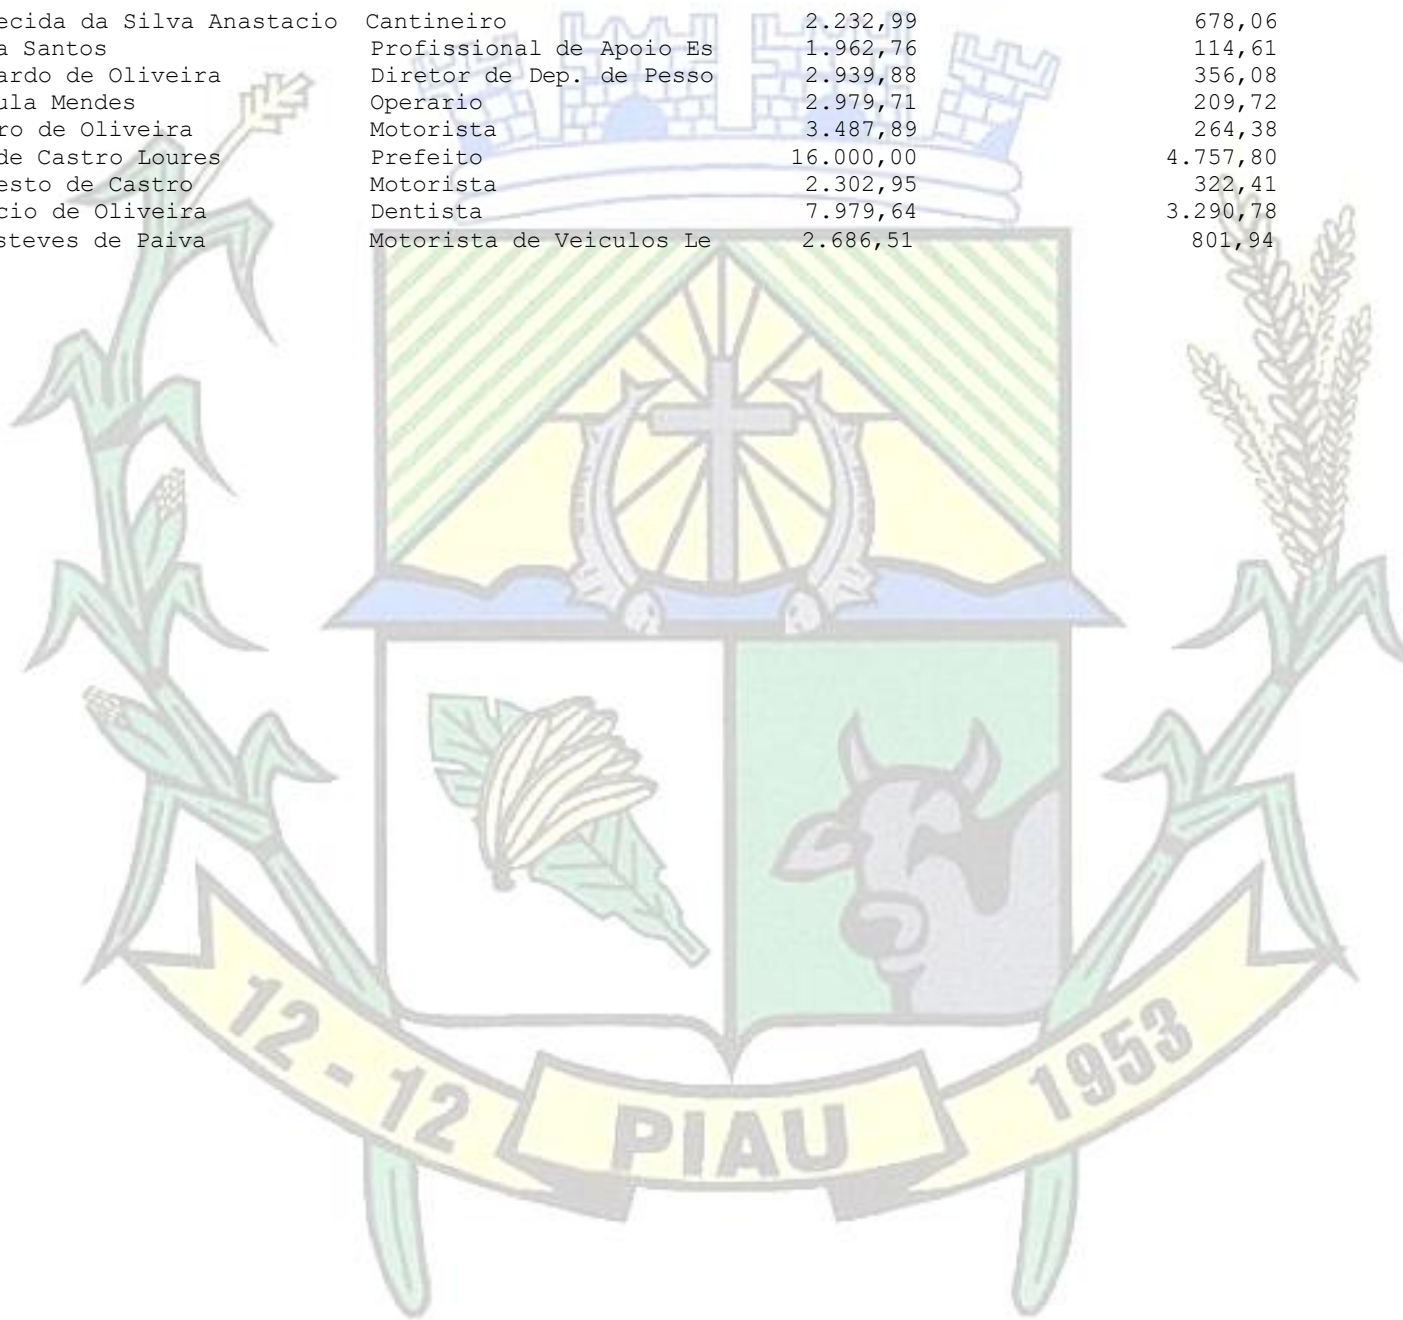 ecida da Silva Anastacio Cantineiro 2.232,99 678,06
a Santos Profissional de Apoio Es 1.962,76 114,61
ardo de Oliveira Diretor de Dep. de Pesso 2.939,88 356,08
ula Mendes Operario 2.979,71 209,72
ro de Oliveira Motorista 3.487,89 264,38
de Castro Loures Prefeito 16.000,00 4.757,80
esto de Castro Motorista 2.302,95 322,41
cio de Oliveira Dentista 7.979,64 3.290,78
steves de Paiva Motorista de Veiculos Le 2.686,51 801,94
12 - 12 PIAU 1953